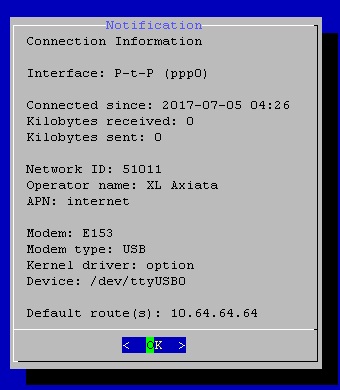 Notification
Connection Information
Interface: P-t-P (ppp0)
Connected since: 2017-07-05 04:26
Kilobytes received: 0
Kilobytes sent: 0
Network ID: 51011
Operator name: XL Axiata
APN: internet
Modem: E153
Modem type: USB
Kernel driver: option
Device: /dev/ttyUSB0
Default route(s): 10.64.64.64
< OK >